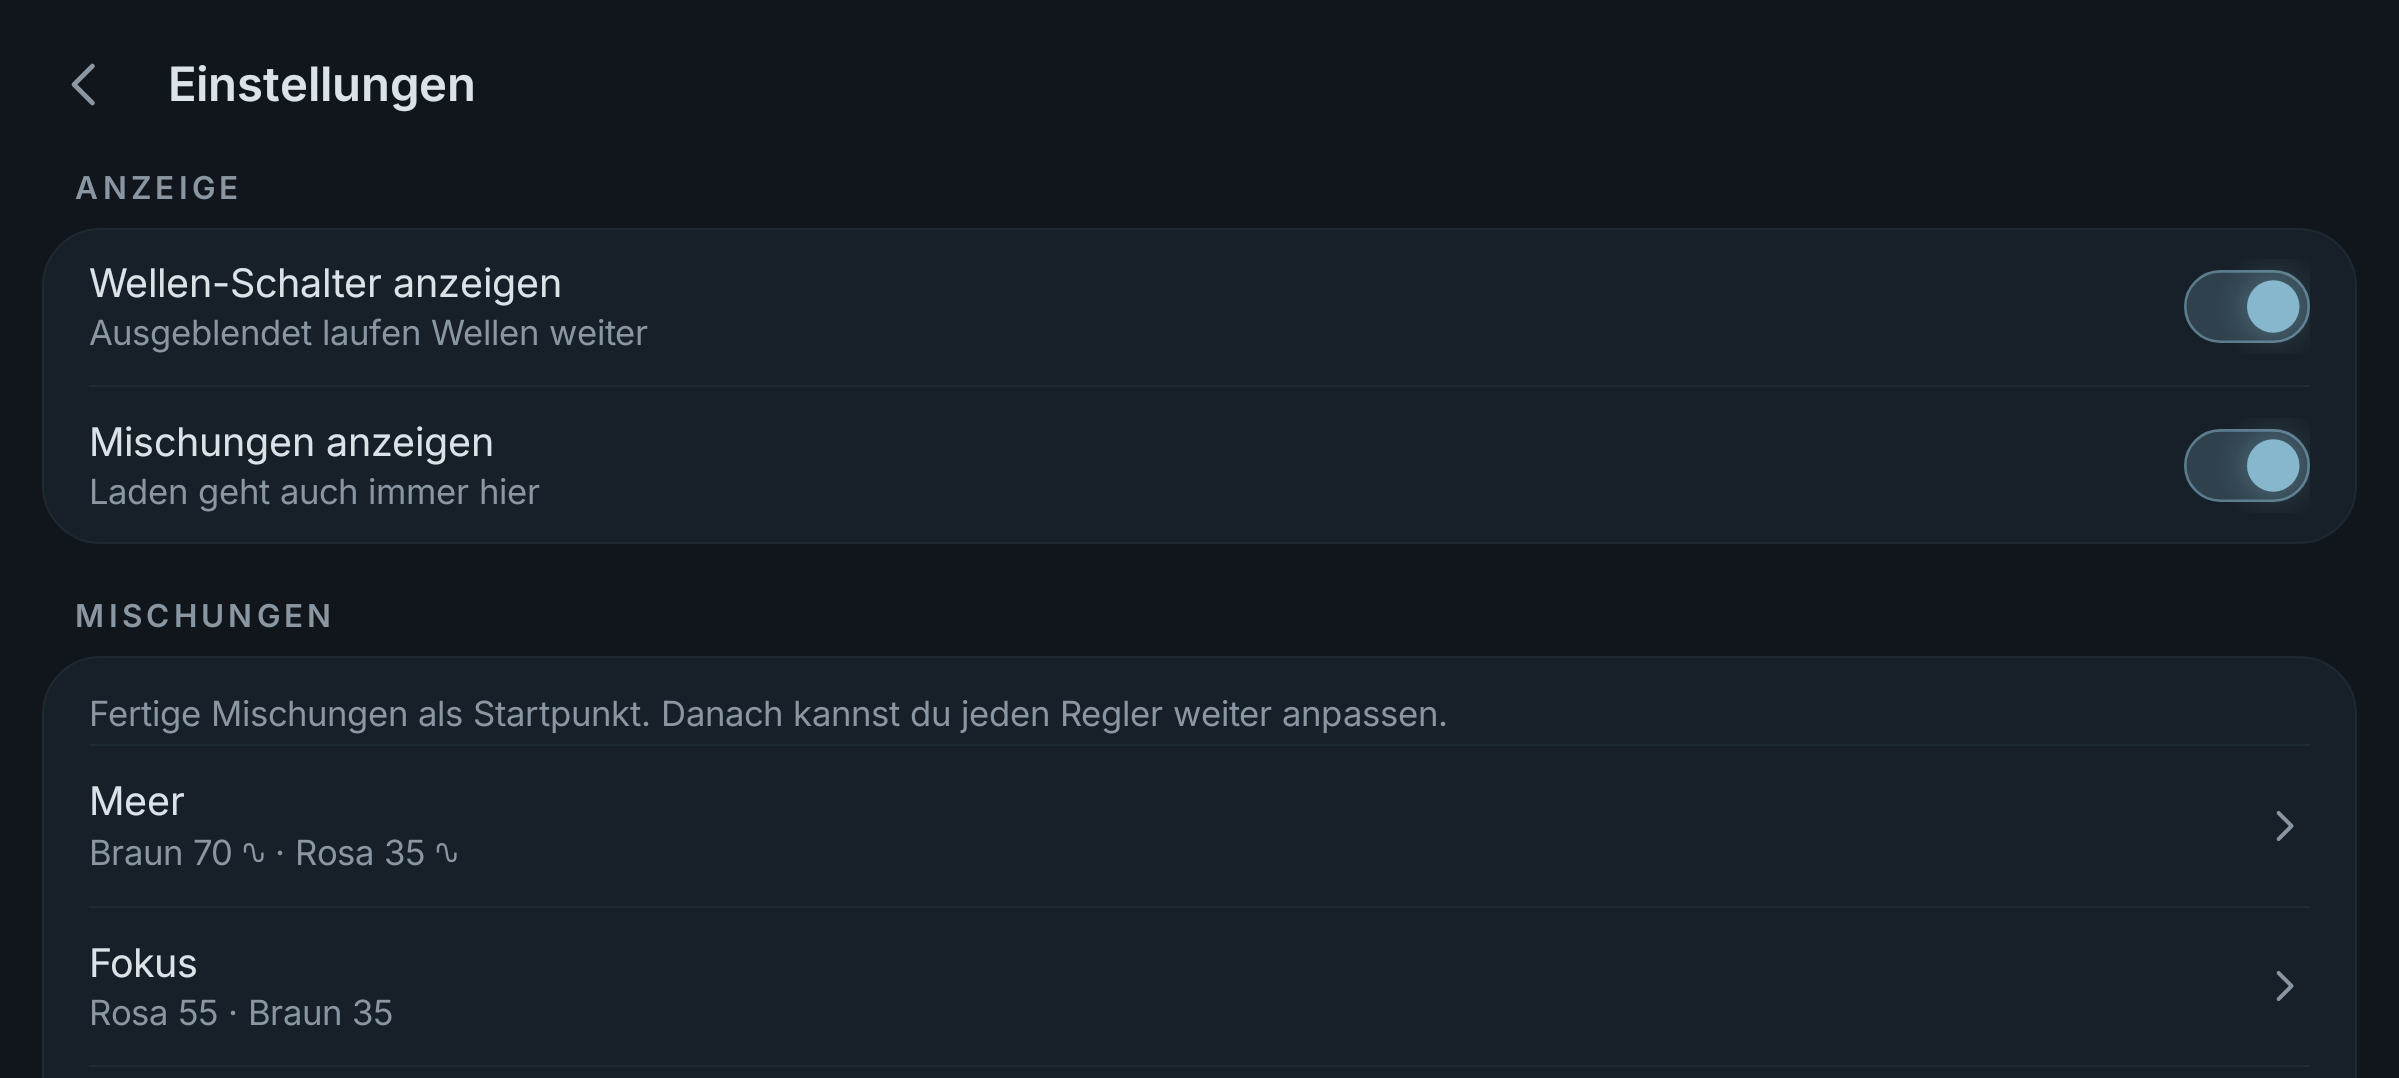 Einstellungen
ANZEIGE
Wellen-Schalter anzeigen
Ausgeblendet laufen Wellen weiter
Mischungen anzeigen
Laden geht auch immer hier
MISCHUNGEN
Fertige Mischungen als Startpunkt. Danach kannst du jeden Regler weiter anpassen.
Meer
Braun 70 ∿ · Rosa 35 ∿
Fokus
Rosa 55 · Braun 35